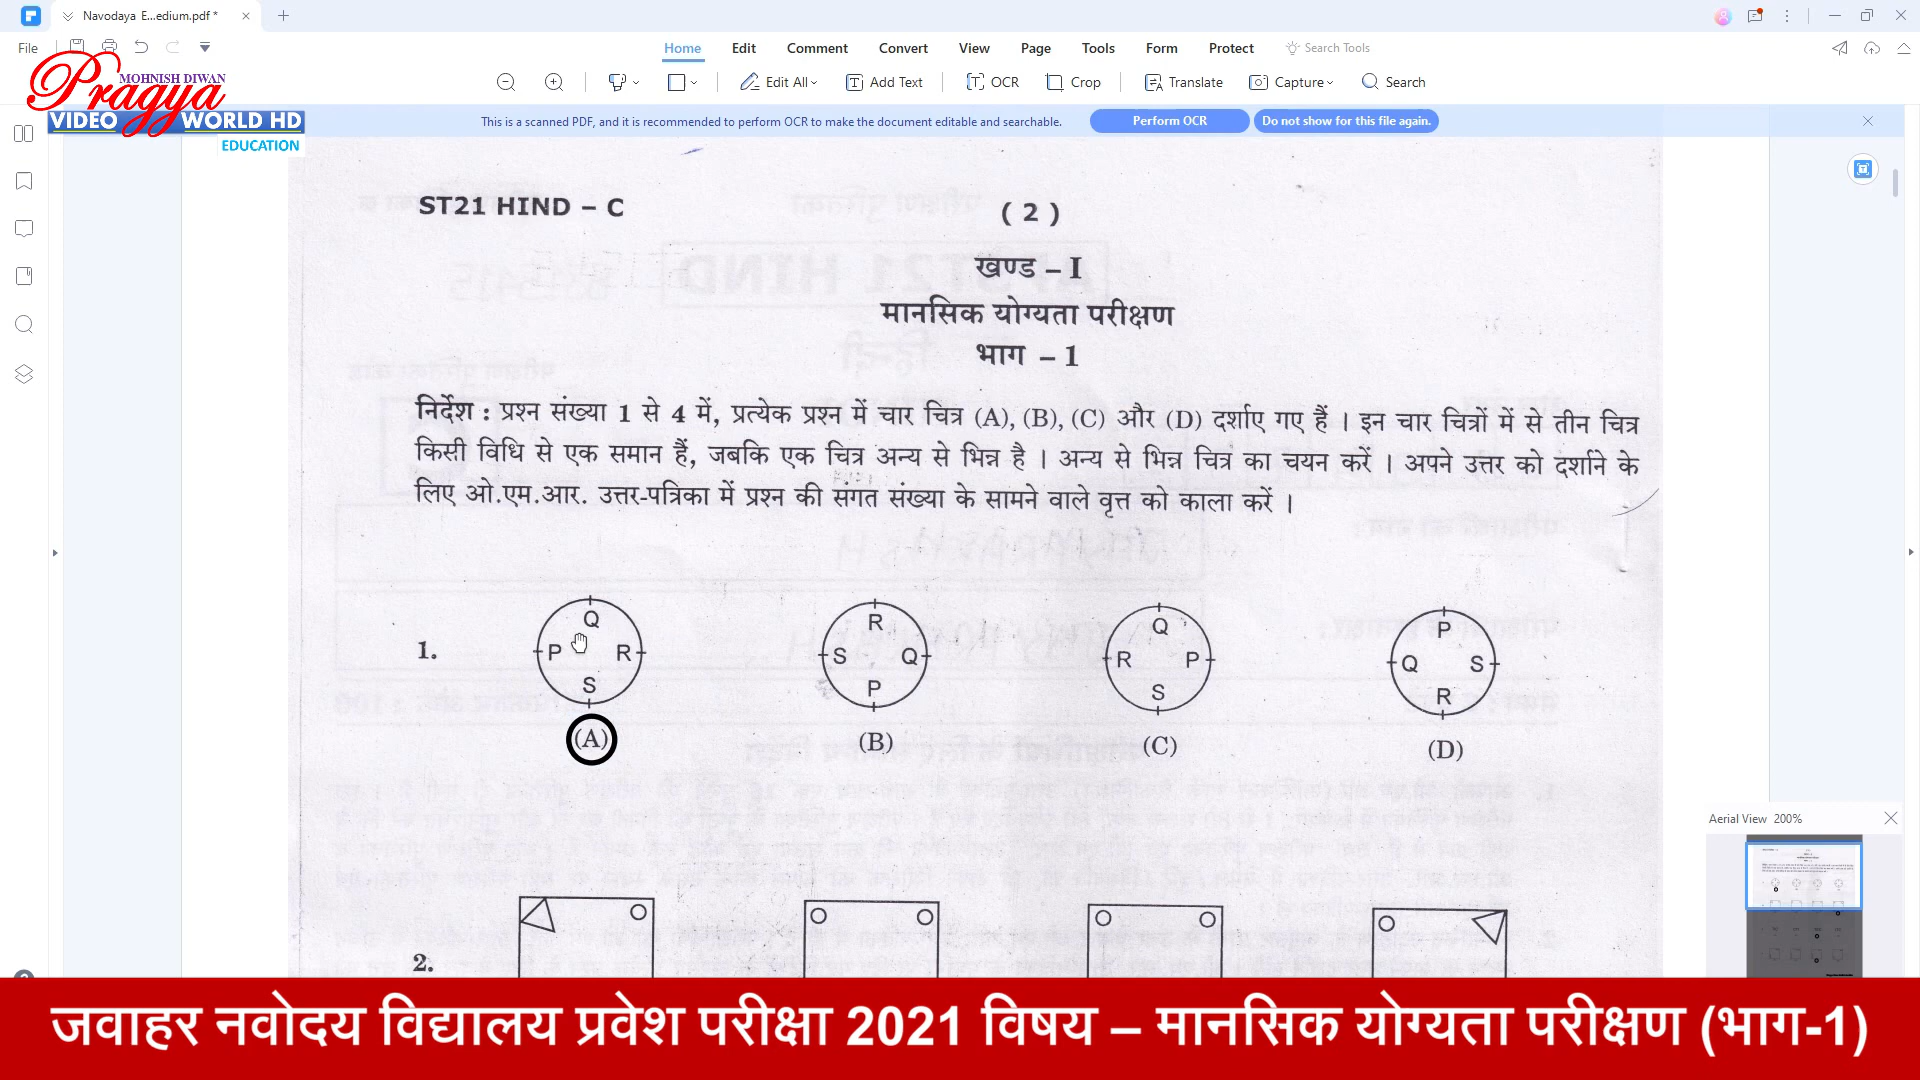 Navodaya E...edium.pdf *
File
Home Edit Comment Convert View Page Tools Form Protect Search Tools
Edit All Add Text OCR Crop Translate Capture Search
Pragya
MOHNISH DIWAN
VIDEO WORLD HD
EDUCATION
This is a scanned PDF, and it is recommended to perform OCR to make the document editable and searchable.
Perform OCR
Do not show for this file again.
ST21 HIND – C
( 2 )
खण्ड – I
मानसिक योग्यता परीक्षण
भाग – 1
निर्देश : प्रश्न संख्या 1 से 4 में, प्रत्येक प्रश्न में चार चित्र (A), (B), (C) और (D) दर्शाए गए हैं । इन चार चित्रों में से तीन चित्र
किसी विधि से एक समान हैं, जबकि एक चित्र अन्य से भिन्न है । अन्य से भिन्न चित्र का चयन करें । अपने उत्तर को दर्शाने के
लिए ओ.एम.आर. उत्तर-पत्रिका में प्रश्न की संगत संख्या के सामने वाले वृत्त को काला करें ।
1.
Q P R S
R S Q P
Q R P S
P Q S R
(A) (B) (C) (D)
Aerial View 200%
2.
जवाहर नवोदय विद्यालय प्रवेश परीक्षा 2021 विषय – मानसिक योग्यता परीक्षण (भाग-1)